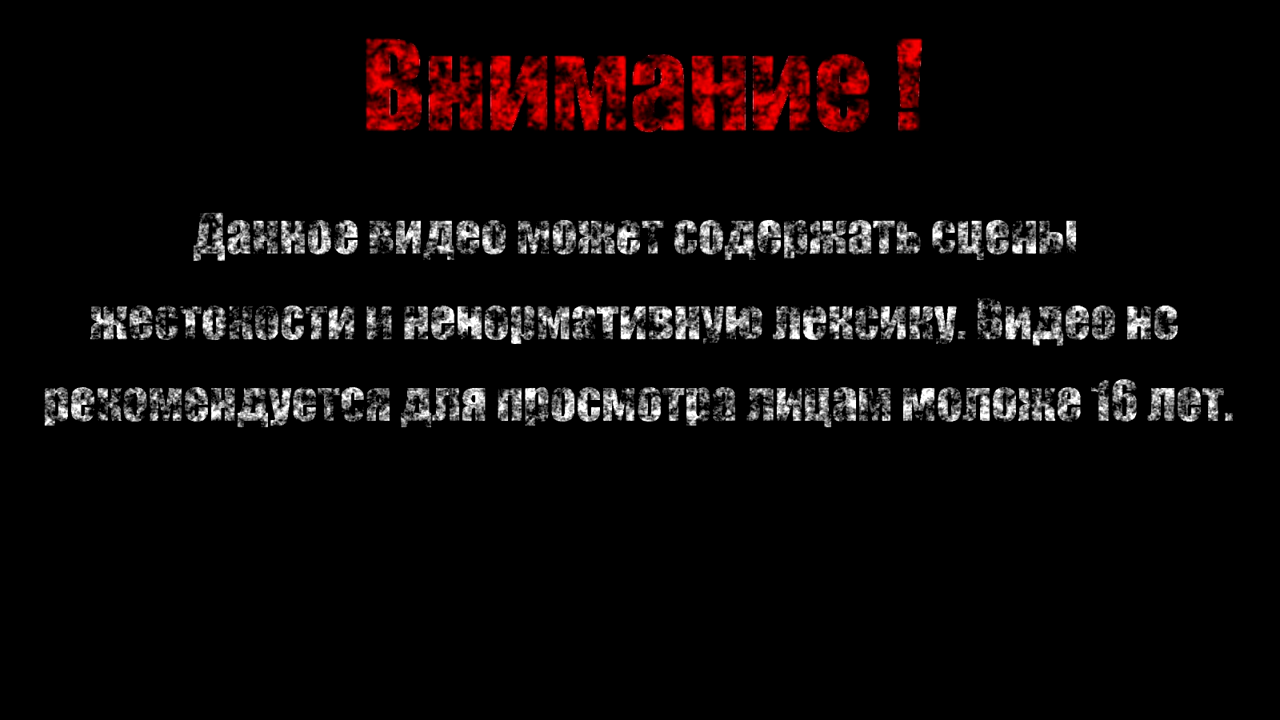 Внимание !
Данное видео может содержать сцены
жестокости и ненормативную лексику. Видео не
рекомендуется для просмотра лицам моложе 16 лет.